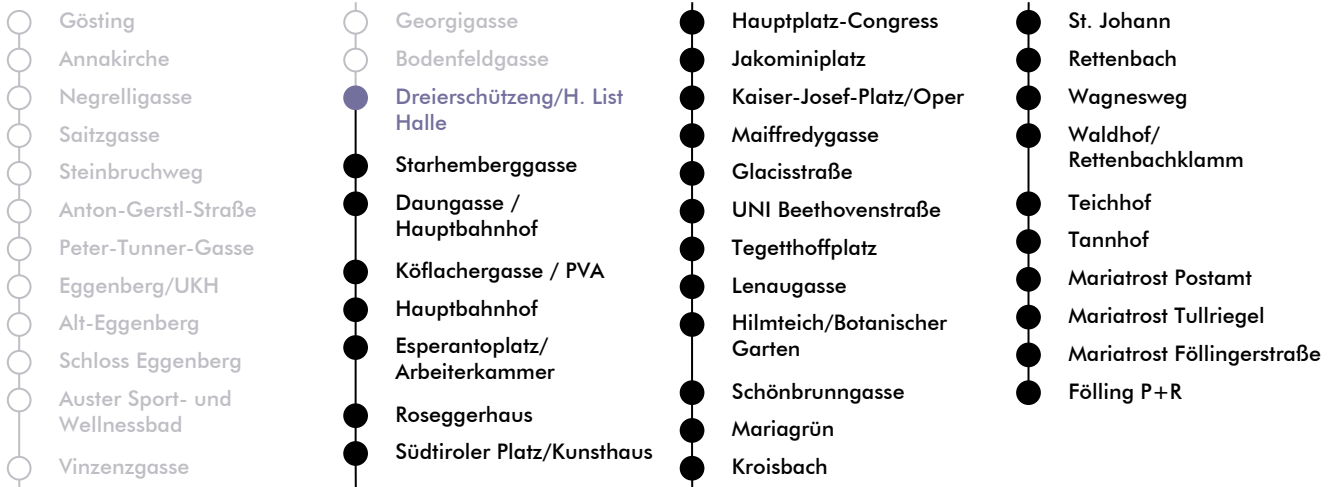 Gösting
Annakirche
Negrelligasse
Saitzgasse
Steinbruchweg
Anton-Gerstl-Straße
Peter-Tunner-Gasse
Eggenberg/UKH
Alt-Eggenberg
Schloss Eggenberg
Auster Sport- und
Wellnessbad
Vinzenzgasse
Georgigasse
Bodenfeldgasse
Dreierschützeng/H. List
Halle
Starhemberggasse
Daungasse /
Hauptbahnhof
Köflachergasse / PVA
Hauptbahnhof
Esperantoplatz/
Arbeiterkammer
Roseggerhaus
Südtiroler Platz/Kunsthaus
Hauptplatz-Congress
Jakominiplatz
Kaiser-Josef-Platz/Oper
Maiffredygasse
Glacisstraße
UNI Beethovenstraße
Tegetthoffplatz
Lenaugasse
Hilmteich/Botanischer
Garten
Schönbrunngasse
Mariagrün
Kroisbach
St. Johann
Rettenbach
Wagnesweg
Waldhof/
Rettenbachklamm
Teichhof
Tannhof
Mariatrost Postamt
Mariatrost Tullriegel
Mariatrost Föllingerstraße
Fölling P+R